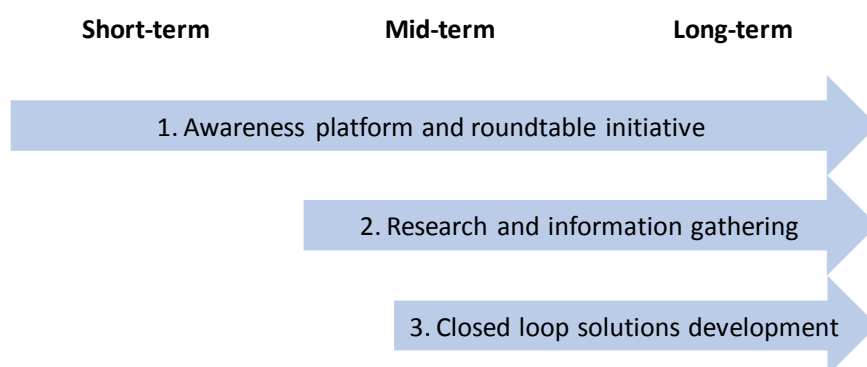 Short-term Mid-term Long-term
1. Awareness platform and roundtable initiative
2. Research and information gathering
3. Closed loop solutions development